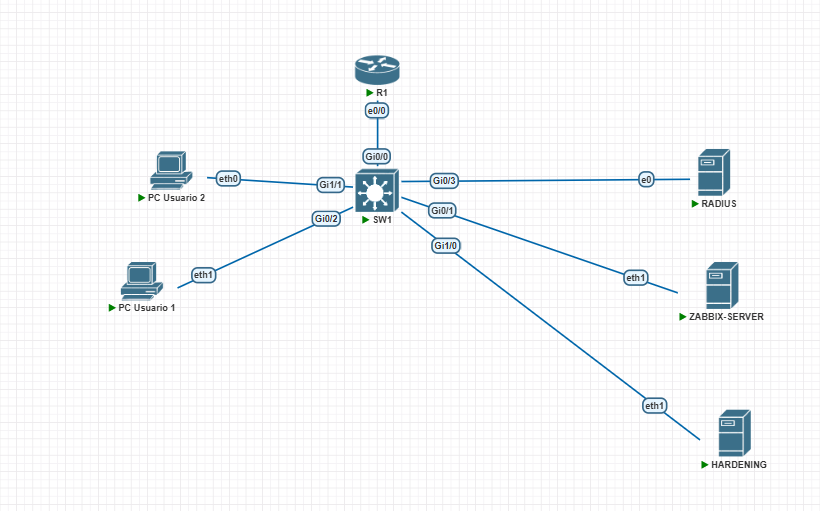 R1
e0/0
Gi0/0
PC Usuario 2
eth0
Gi1/1
Gi0/3
e0
RADIUS
SW1
Gi0/2
Gi0/1
Gi1/0
PC Usuario 1
eth1
eth1
ZABBIX-SERVER
eth1
HARDENING